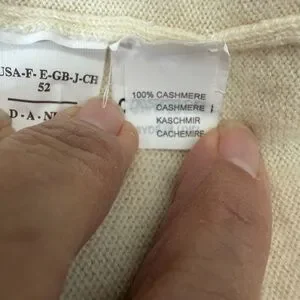 USA-F- E-GB-J-CH
52
D-A-N
100% CASHMERE
CASHMERE
KASCHMIR
CACHEMIRE